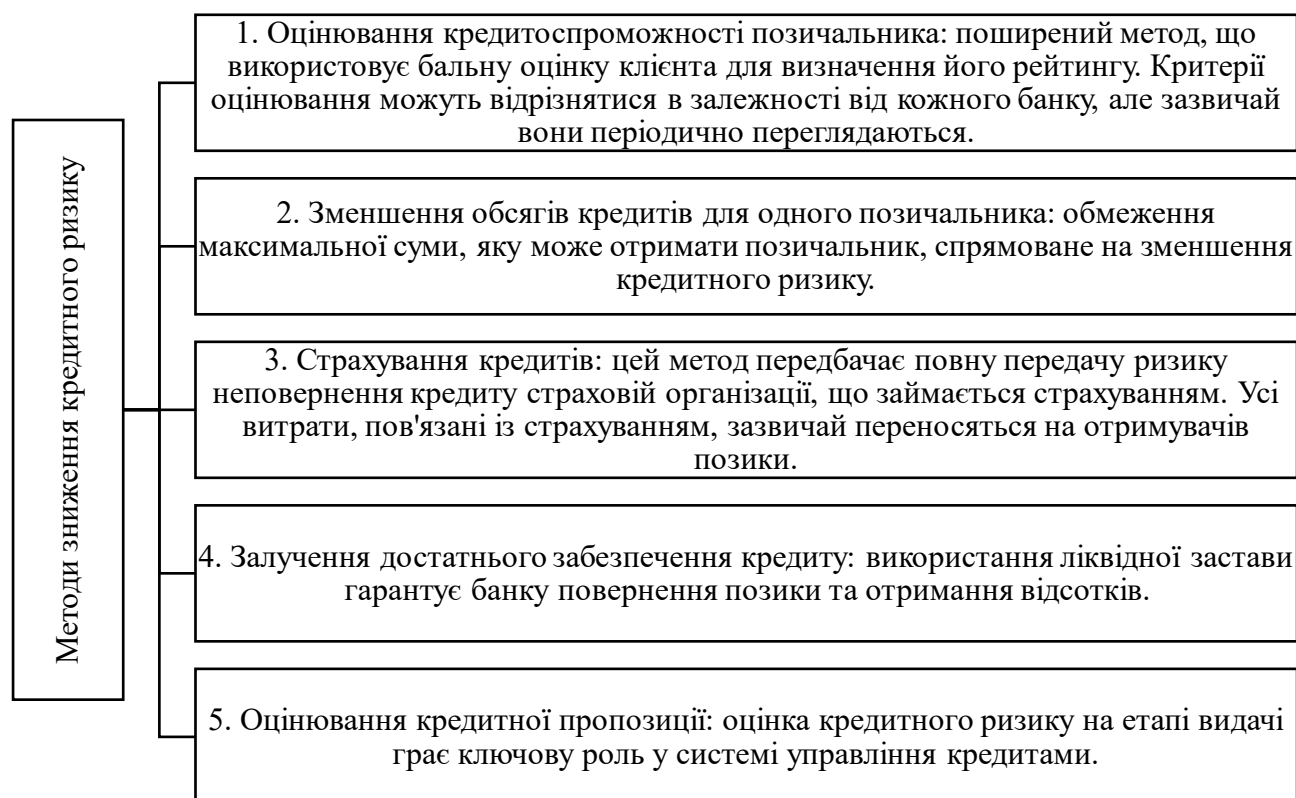 Методи зниження кредитного ризику
1. Оцінювання кредитоспроможності позичальника: поширений метод, що
використовує бальну оцінку клієнта для визначення його рейтингу. Критерії
оцінювання можуть відрізнятися в залежності від кожного банку, але зазвичай
вони періодично переглядаються.
2. Зменшення обсягів кредитів для одного позичальника: обмеження
максимальної суми, яку може отримати позичальник, спрямоване на зменшення
кредитного ризику.
3. Страхування кредитів: цей метод передбачає повну передачу ризику
неповернення кредиту страховій організації, що займається страхуванням. Усі
витрати, пов'язані із страхуванням, зазвичай переносяться на отримувачів
позики.
4. Залучення достатнього забезпечення кредиту: використання ліквідної застави
гарантує банку повернення позики та отримання відсотків.
5. Оцінювання кредитної пропозиції: оцінка кредитного ризику на етапі видачі
грає ключову роль у системі управління кредитами.